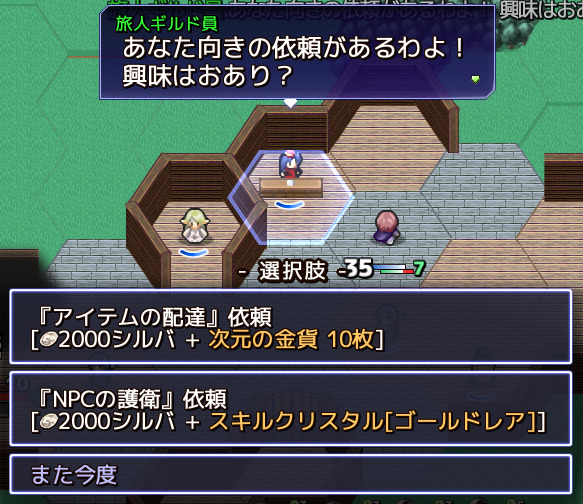 旅人ギルド員
あなた向きの依頼があるわよ！
興味はおあり？
興味はお
- 選択肢 -
35
7
『アイテムの配達』依頼
[2000シルバ + 次元の金貨 10枚]
『NPCの護衛』依頼
[2000シルバ + スキルクリスタル[ゴールドレア]]
また今度